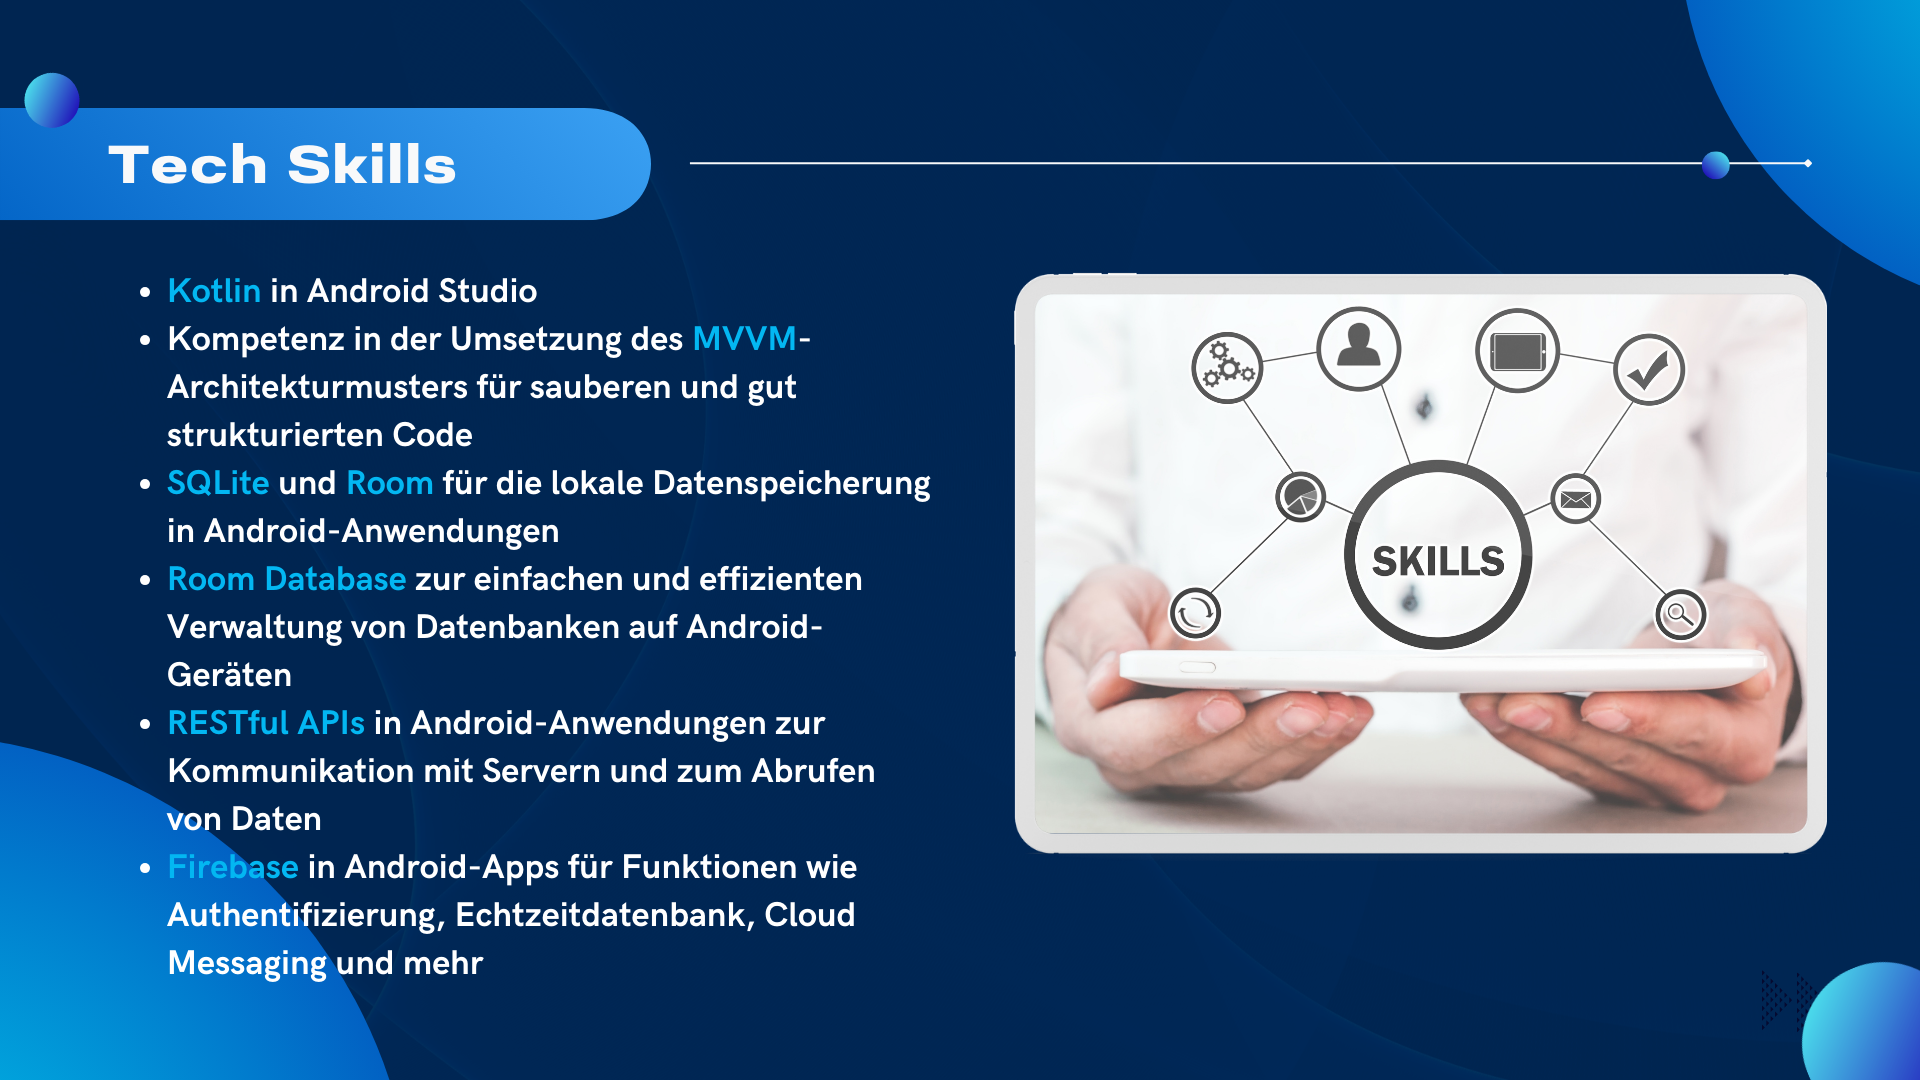 Tech Skills
• Kotlin in Android Studio
• Kompetenz in der Umsetzung des MVVM-
Architekturmusters für sauberen und gut
strukturierten Code
• SQLite und Room für die lokale Datenspeicherung
in Android-Anwendungen
• Room Database zur einfachen und effizienten
Verwaltung von Datenbanken auf Android-
Geräten
• RESTful APIs in Android-Anwendungen zur
Kommunikation mit Servern und zum Abrufen
von Daten
• Firebase in Android-Apps für Funktionen wie
Authentifizierung, Echtzeitdatenbank, Cloud
Messaging und mehr
SKILLS